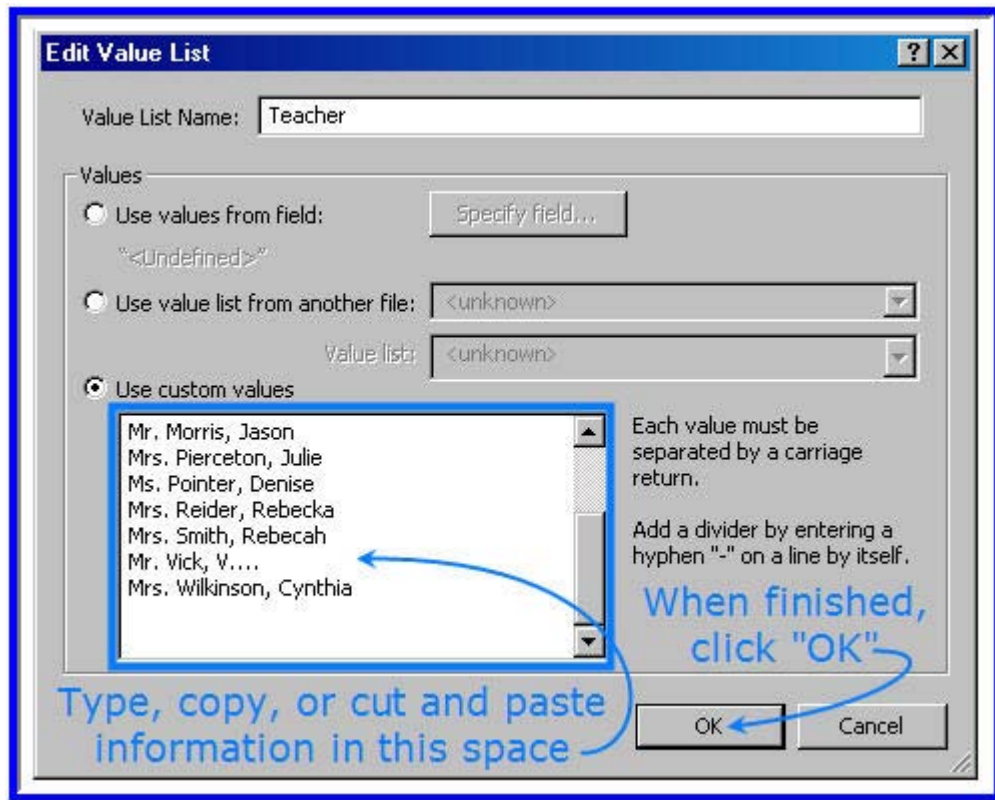 Edit Value List
Value List Name: Teacher
Values
Use values from field: Specify field...
"<Undefined>"
Use value list from another file: <unknown>
Value list: <unknown>
Use custom values
Mr. Morris, Jason
Mrs. Pierceton, Julie
Ms. Pointer, Denise
Mrs. Reider, Rebecka
Mrs. Smith, Rebecah
Mr. Vick, V....
Mrs. Wilkinson, Cynthia
Each value must be
separated by a carriage
return.
Add a divider by entering a
hyphen "-" on a line by itself.
When finished,
click "OK"
Type, copy, or cut and paste
information in this space
OK Cancel